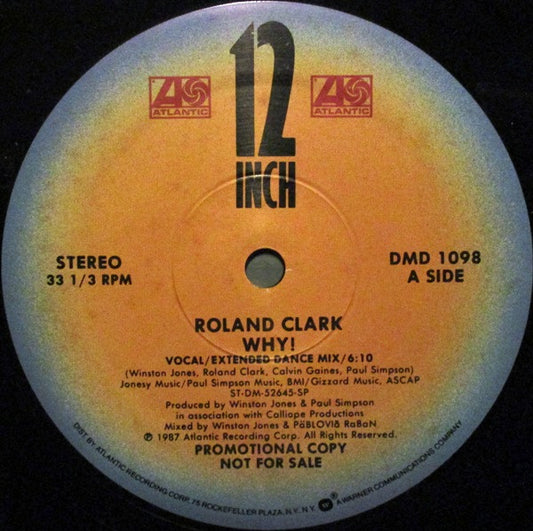 12
INCH
ATLANTIC
ATLANTIC
STEREO
33 1/3 RPM
DMD 1098
A SIDE
ROLAND CLARK
WHY!
VOCAL/EXTENDED DANCE MIX/6:10
(Winston Jones, Roland Clark, Calvin Gaines, Paul Simpson)
Jonesy Music/Paul Simpson Music, BMI/Gizzard Music, ASCAP
ST-DM-52645-SP
Produced by Winston Jones & Paul Simpson
in association with Calliope Productions
Mixed by Winston Jones & PäBLOVIß RaBaN
℗ 1987 Atlantic Recording Corp. All Rights Reserved.
PROMOTIONAL COPY
NOT FOR SALE
DIST. BY ATLANTIC RECORDING CORP. 75 ROCKEFELLER PLAZA, N.Y. N.Y. A WARNER COMMUNICATIONS COMPANY